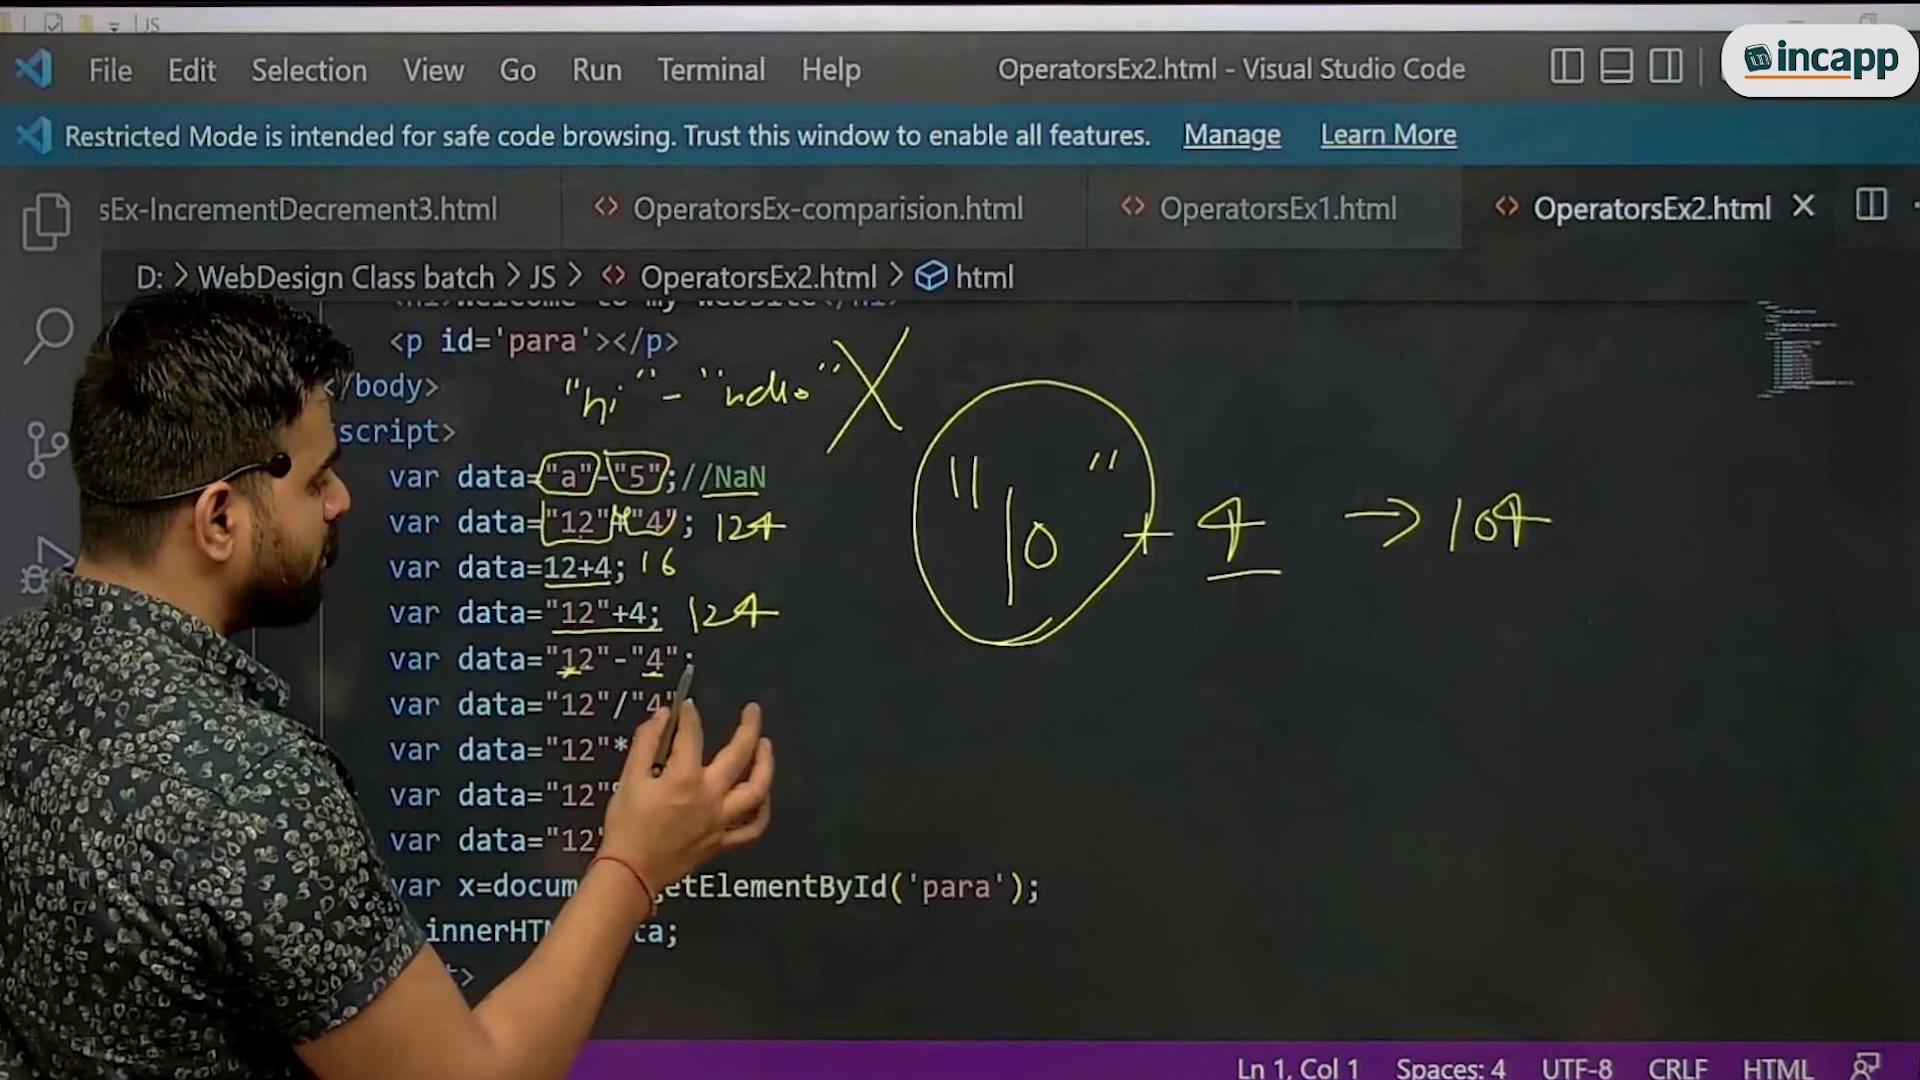 JS
File Edit Selection View Go Run Terminal Help OperatorsEx2.html - Visual Studio Code
incapp
Restricted Mode is intended for safe code browsing. Trust this window to enable all features. Manage Learn More
sEx-IncrementDecrement3.html OperatorsEx-comparision.html OperatorsEx1.html OperatorsEx2.html
D: > WebDesign Class batch > JS > OperatorsEx2.html > html
<p id='para'></p>
/body>
"hi" - "india" X
script>
var data="a"-"5";//NaN
var data="12"+"4"; 124
"10" + 4 → 104
var data=12+4; 16
var data="12"+4; 124
var data="12"-"4";
var data="12"/"4"
var data="12"*
var data="12"
var data="12
var x=docum getElementById('para');
innerHT ta;
>
Ln 1, Col 1 Spaces: 4 UTF-8 CRLF HTML